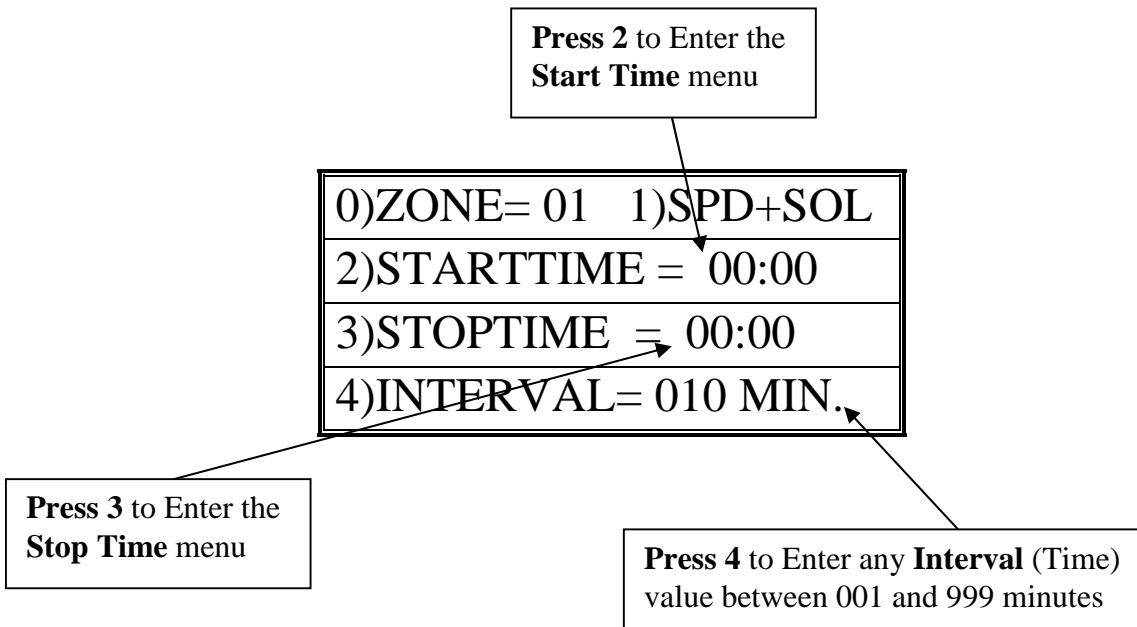 Press 2 to Enter the
Start Time menu
0)ZONE= 01 1)SPD+SOL
2)STARTTIME = 00:00
3)STOPTIME = 00:00
4)INTERVAL= 010 MIN.
Press 3 to Enter the
Stop Time menu
Press 4 to Enter any Interval (Time)
value between 001 and 999 minutes